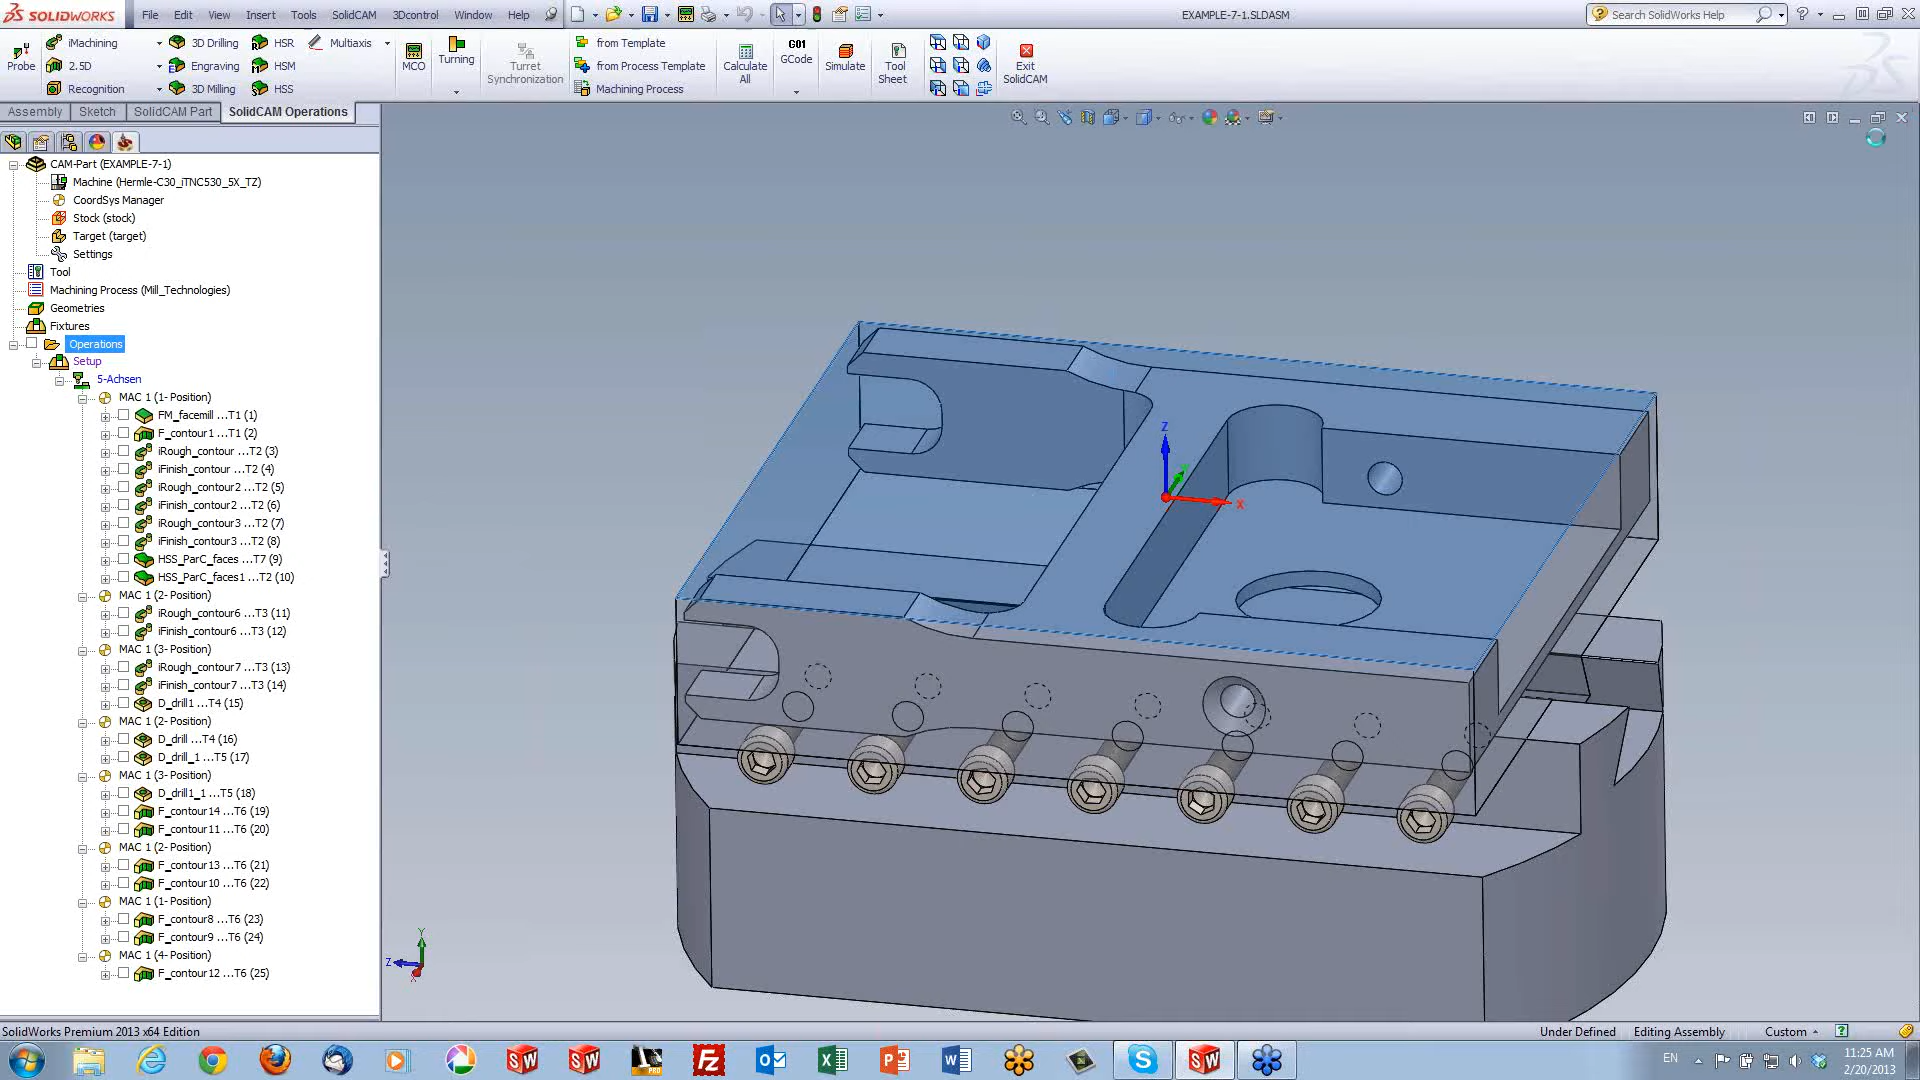 SOLIDWORKS File Edit View Insert Tools SolidCAM 3Dcontrol Window Help EXAMPLE-7-1.SLDASM Search SolidWorks Help
iMachining 3D Drilling HSR Multiaxis from Template G01
Probe 2.5D Engraving HSM MCO Turning Turret Synchronization from Process Template Calculate All GCode Simulate Tool Sheet Exit SolidCAM
Recognition 3D Milling HSS Machining Process
Assembly Sketch SolidCAM Part SolidCAM Operations
CAM-Part (EXAMPLE-7-1)
Machine (Hermle-C30_iTNC530_5X_TZ)
CoordSys Manager
Stock (stock)
Target (target)
Settings
Tool
Machining Process (Mill_Technologies)
Geometries
Fixtures
Operations
Setup
5-Achsen
MAC 1 (1- Position)
FM_facemill ...T1 (1)
F_contour1 ...T1 (2)
iRough_contour ...T2 (3)
iFinish_contour ...T2 (4)
iRough_contour2 ...T2 (5)
iFinish_contour2 ...T2 (6)
iRough_contour3 ...T2 (7)
iFinish_contour3 ...T2 (8)
HSS_ParC_faces ...T7 (9)
HSS_ParC_faces1 ...T2 (10)
MAC 1 (2- Position)
iRough_contour6 ...T3 (11)
iFinish_contour6 ...T3 (12)
MAC 1 (3- Position)
iRough_contour7 ...T3 (13)
iFinish_contour7 ...T3 (14)
D_drill1 ...T4 (15)
MAC 1 (2- Position)
D_drill ...T4 (16)
D_drill_1 ...T5 (17)
MAC 1 (3- Position)
D_drill1_1 ...T5 (18)
F_contour14 ...T6 (19)
F_contour11 ...T6 (20)
MAC 1 (2- Position)
F_contour13 ...T6 (21)
F_contour10 ...T6 (22)
MAC 1 (1- Position)
F_contour8 ...T6 (23)
F_contour9 ...T6 (24)
MAC 1 (4- Position)
F_contour12 ...T6 (25)
Z
X
Y
Z
X
SolidWorks Premium 2013 x64 Edition Under Defined Editing Assembly Custom
EN 11:25 AM
2/20/2013